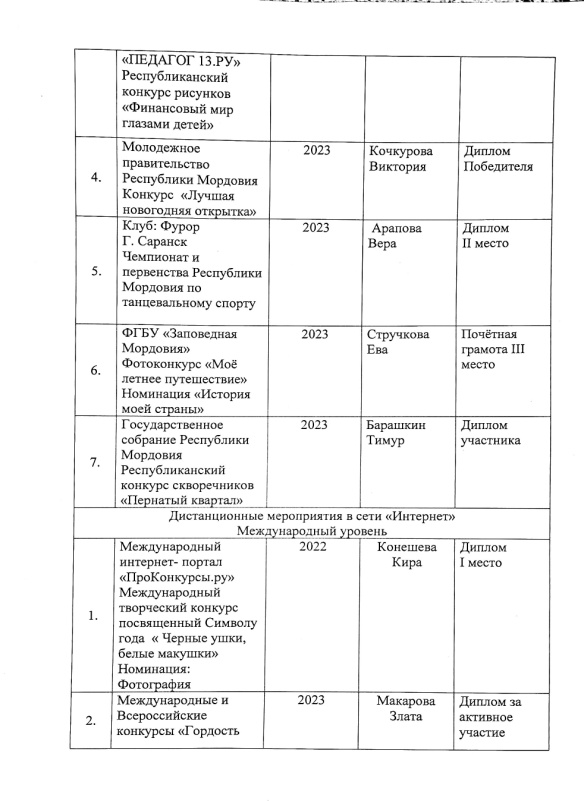 «ПЕДАГОГ 13.РУ»
Республиканский
конкурс рисунков
«Финансовый мир
глазами детей»
4.
Молодежное
правительство
Республики Мордовия
Конкурс «Лучшая
новогодняя открытка»
2023
Кочкурова
Виктория
Диплом
Победителя
5.
Клуб: Фурор
Г. Саранск
Чемпионат и
первенства Республики
Мордовия по
танцевальному спорту
2023
Арапова
Вера
Диплом
II место
6.
ФГБУ «Заповедная
Мордовия»
Фотоконкурс «Моё
летнее путешествие»
Номинация «История
моей страны»
2023
Стручкова
Ева
Почётная
грамота III
место
7.
Государственное
собрание Республики
Мордовия
Республиканский
конкурс скворечников
«Пернатый квартал»
2023
Барашкин
Тимур
Диплом
участника
Дистанционные мероприятия в сети «Интернет»
Международный уровень
1.
Международный
интернет- портал
«ПроКонкурсы.ру»
Международный
творческий конкурс
посвященный Символу
года « Черные ушки,
белые макушки»
Номинация:
Фотография
2022
Конешева
Кира
Диплом
I место
2.
Международные и
Всероссийские
конкурсы «Гордость
2023
Макарова
Злата
Диплом за
активное
участие